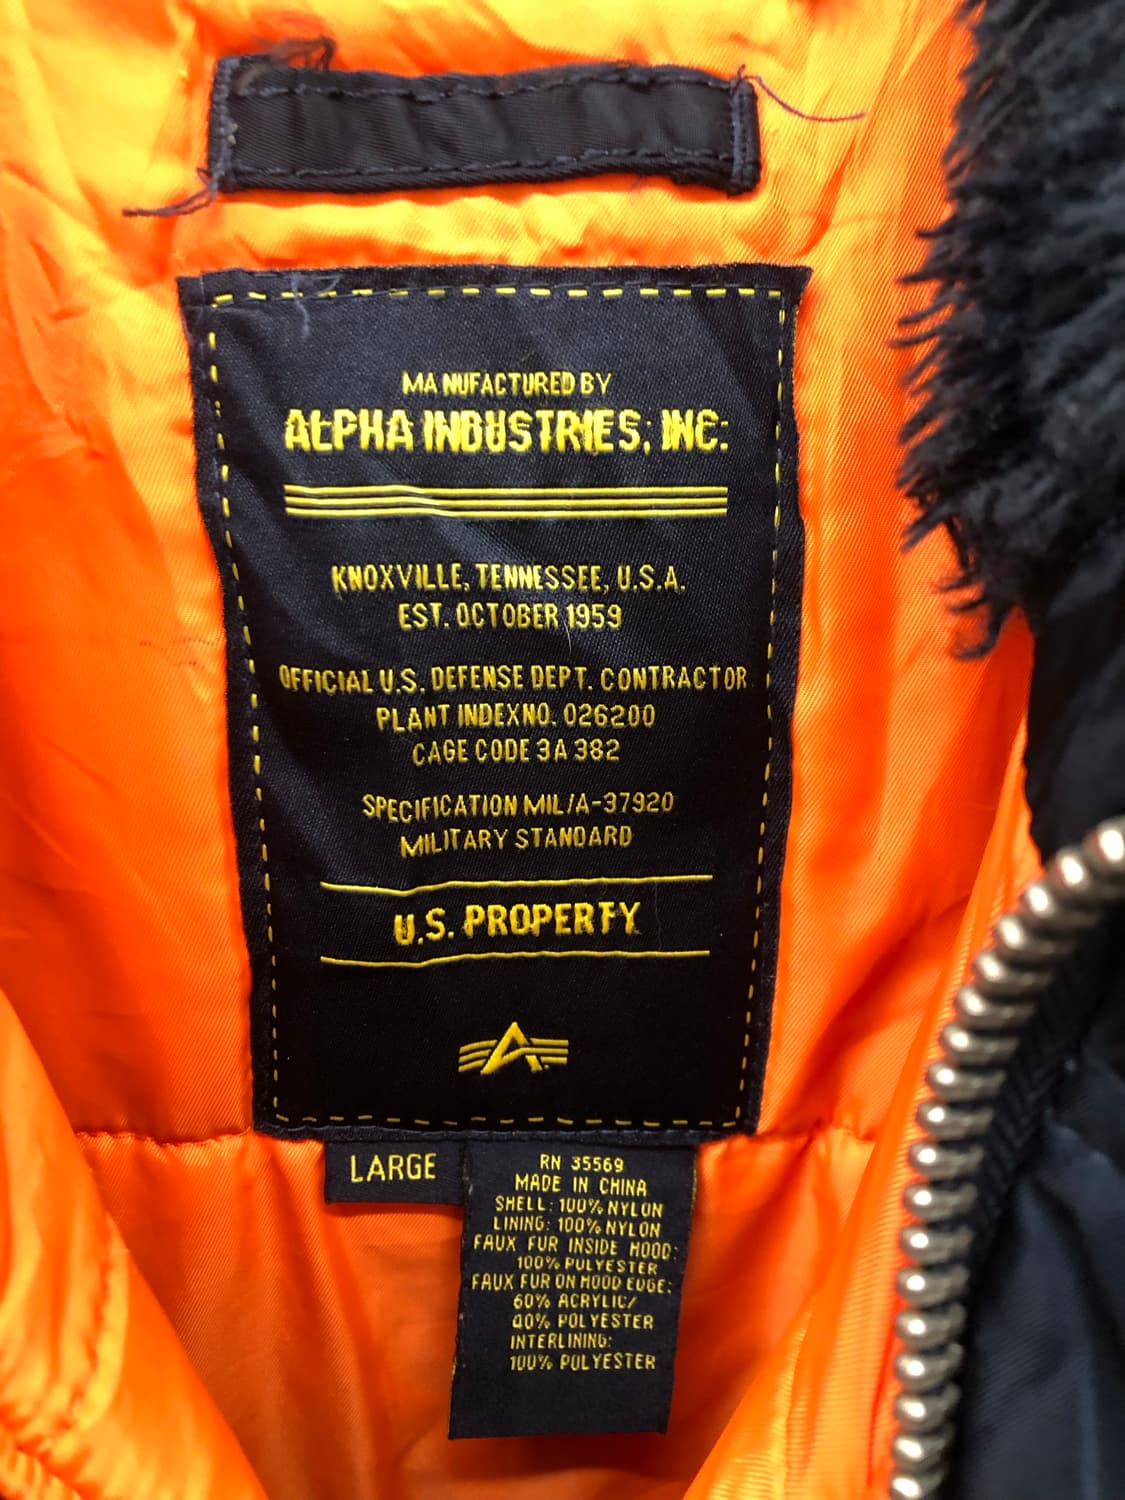 MANUFACTURED BY
ALPHA INDUSTRIES, INC.
KNOXVILLE, TENNESSEE, U.S.A.
EST. OCTOBER 1959
OFFICIAL U.S. DEFENSE DEPT. CONTRACTOR
PLANT INDEX NO. 026200
CAGE CODE 3A382
SPECIFICATION MIL/A-37920
MILITARY STANDARD
U.S. PROPERTY
A
LARGE
RN 35569
MADE IN CHINA
SHELL: 100% NYLON
LINING: 100% NYLON
FAUX FUR INSIDE HOOD:
100% POLYESTER
FAUX FUR ON HOOD EDGE:
60% ACRYLIC/
40% POLYESTER
INTERLINING:
100% POLYESTER